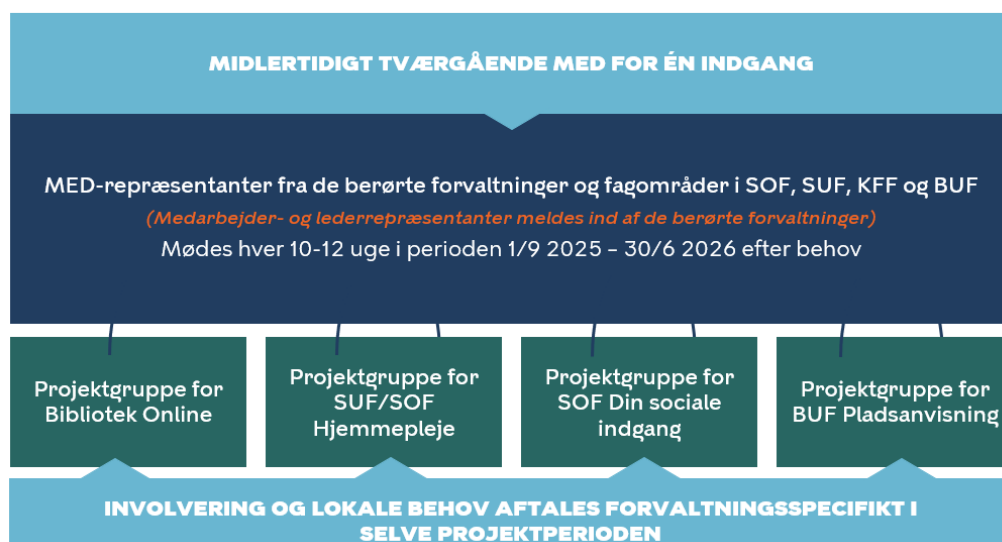 MIDLERTIDIGT TVÆRGÅENDE MED FOR ÉN INDGANG
MED-repræsentanter fra de berørte forvaltninger og fagområder i SOF, SUF, KFF og BUF
(Medarbejder- og lederrepræsentanter meldes ind af de berørte forvaltninger)
Mødes hver 10-12 uge i perioden 1/9 2025 – 30/6 2026 efter behov
Projektgruppe for
Bibliotek Online
Projektgruppe for
SUF/SOF
Hjemmepleje
Projektgruppe for
SOF Din sociale
indgang
Projektgruppe for
BUF Pladsanvisning
INVOLVERING OG LOKALE BEHOV AFTALES FORVALTNINGSSPECIFIKT I
SELVE PROJEKTPERIODEN